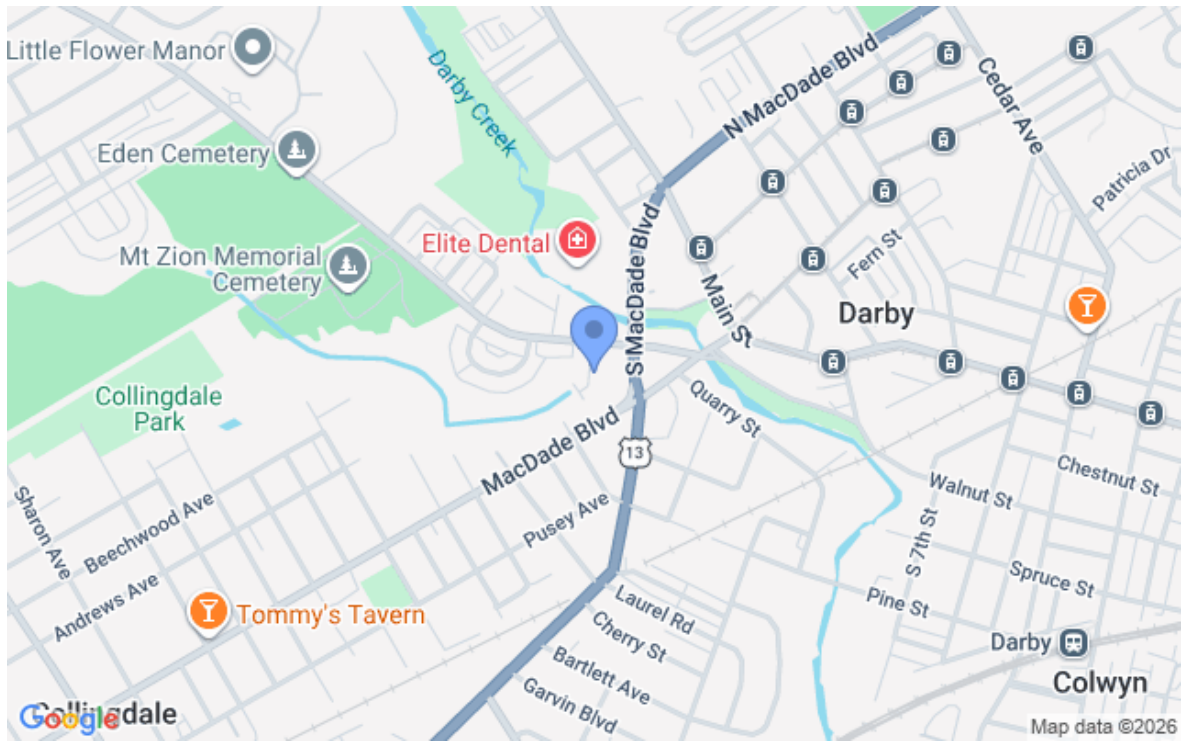 Little Flower Manor
Darby Creek
N MacDade Blvd
Cedar Ave
Eden Cemetery
Patricia Dr
Elite Dental
S MacDade Blvd
Mt Zion Memorial
Cemetery
Main St
Fern St
Darby
Collingdale
Park
Quarry St
MacDade Blvd
13
Chestnut St
Walnut St
Sharon Ave
Beechwood Ave
Pusey Ave
S 7th St
Andrews Ave
Spruce St
Laurel Rd
Pine St
Tommy's Tavern
Cherry St
Darby
Bartlett Ave
Colwyn
Garvin Blvd
Collingdale
Google
Map data ©2026